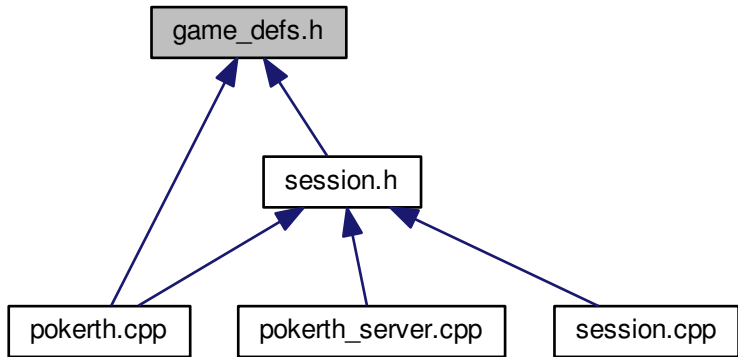 game_defs.h
session.h
pokerth.cpp
pokerth_server.cpp
session.cpp